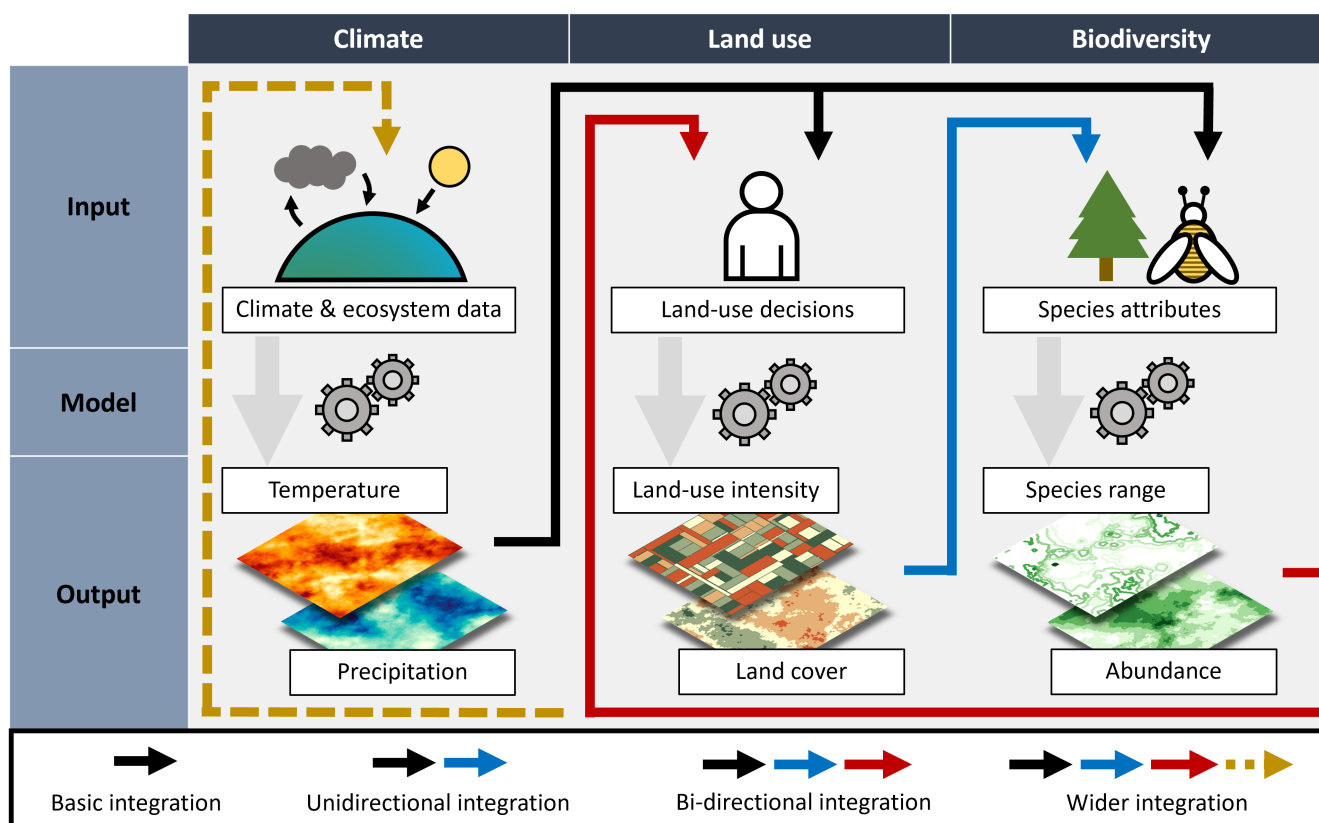 Climate
Land use
Biodiversity
Input
Climate & ecosystem data
Land-use decisions
Species attributes
Model
Output
Temperature
Land-use intensity
Species range
Precipitation
Land cover
Abundance
Basic integration
Unidirectional integration
Bi-directional integration
Wider integration